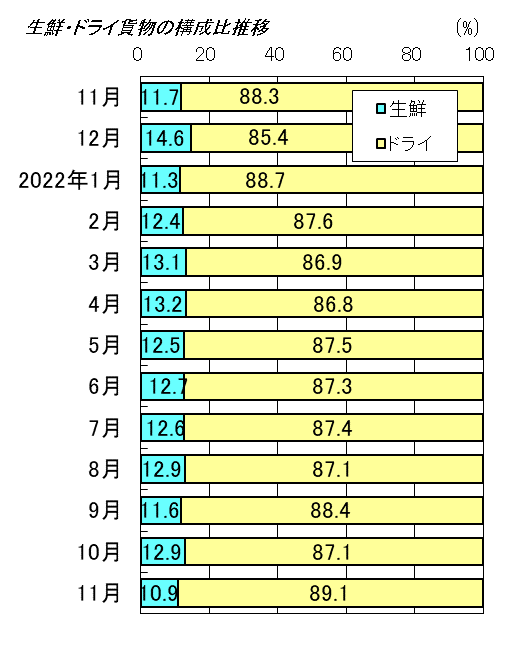 生鮮・ドライ貨物の構成比推移 (%)
0 20 40 60 80 100
11月 11.7 88.3
生鮮
12月 14.6 85.4
ドライ
2022年1月 11.3 88.7
2月 12.4 87.6
3月 13.1 86.9
4月 13.2 86.8
5月 12.5 87.5
6月 12.7 87.3
7月 12.6 87.4
8月 12.9 87.1
9月 11.6 88.4
10月 12.9 87.1
11月 10.9 89.1